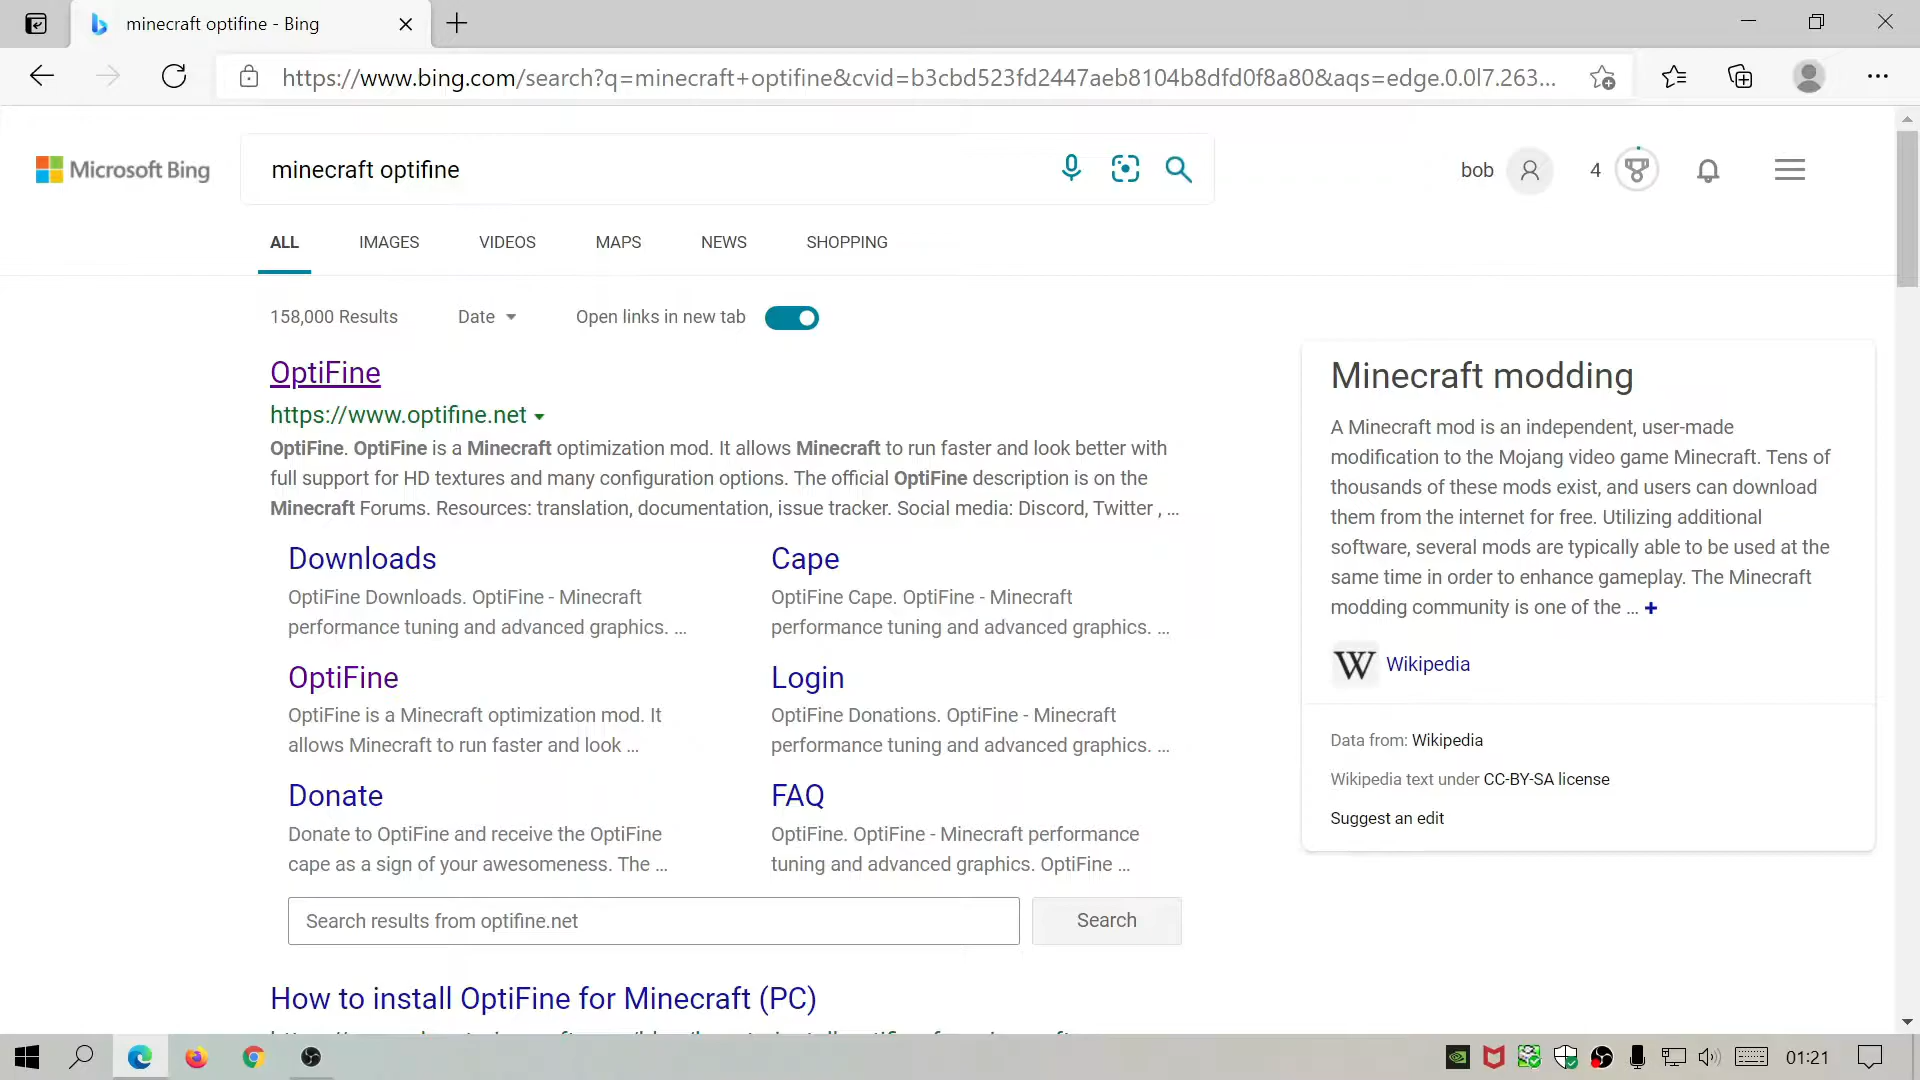 minecraft optifine - Bing
https://www.bing.com/search?q=minecraft+optifine&cvid=b3cbd523fd2447aeb8104b8dfd0f8a80&aqs=edge.0.0l7.263...
Microsoft Bing
minecraft optifine
bob
4
ALL IMAGES VIDEOS MAPS NEWS SHOPPING
158,000 Results Date Open links in new tab
OptiFine
https://www.optifine.net
OptiFine. OptiFine is a Minecraft optimization mod. It allows Minecraft to run faster and look better with
full support for HD textures and many configuration options. The official OptiFine description is on the
Minecraft Forums. Resources: translation, documentation, issue tracker. Social media: Discord, Twitter , ...
Downloads
OptiFine Downloads. OptiFine - Minecraft
performance tuning and advanced graphics. ...
Cape
OptiFine Cape. OptiFine - Minecraft
performance tuning and advanced graphics. ...
OptiFine
OptiFine is a Minecraft optimization mod. It
allows Minecraft to run faster and look ...
Login
OptiFine Donations. OptiFine - Minecraft
performance tuning and advanced graphics. ...
Donate
Donate to OptiFine and receive the OptiFine
cape as a sign of your awesomeness. The ...
FAQ
OptiFine. OptiFine - Minecraft performance
tuning and advanced graphics. OptiFine ...
Search results from optifine.net
Search
How to install OptiFine for Minecraft (PC)
Minecraft modding
A Minecraft mod is an independent, user-made
modification to the Mojang video game Minecraft. Tens of
thousands of these mods exist, and users can download
them from the internet for free. Utilizing additional
software, several mods are typically able to be used at the
same time in order to enhance gameplay. The Minecraft
modding community is one of the ... +
W Wikipedia
Data from: Wikipedia
Wikipedia text under CC-BY-SA license
Suggest an edit
01:21